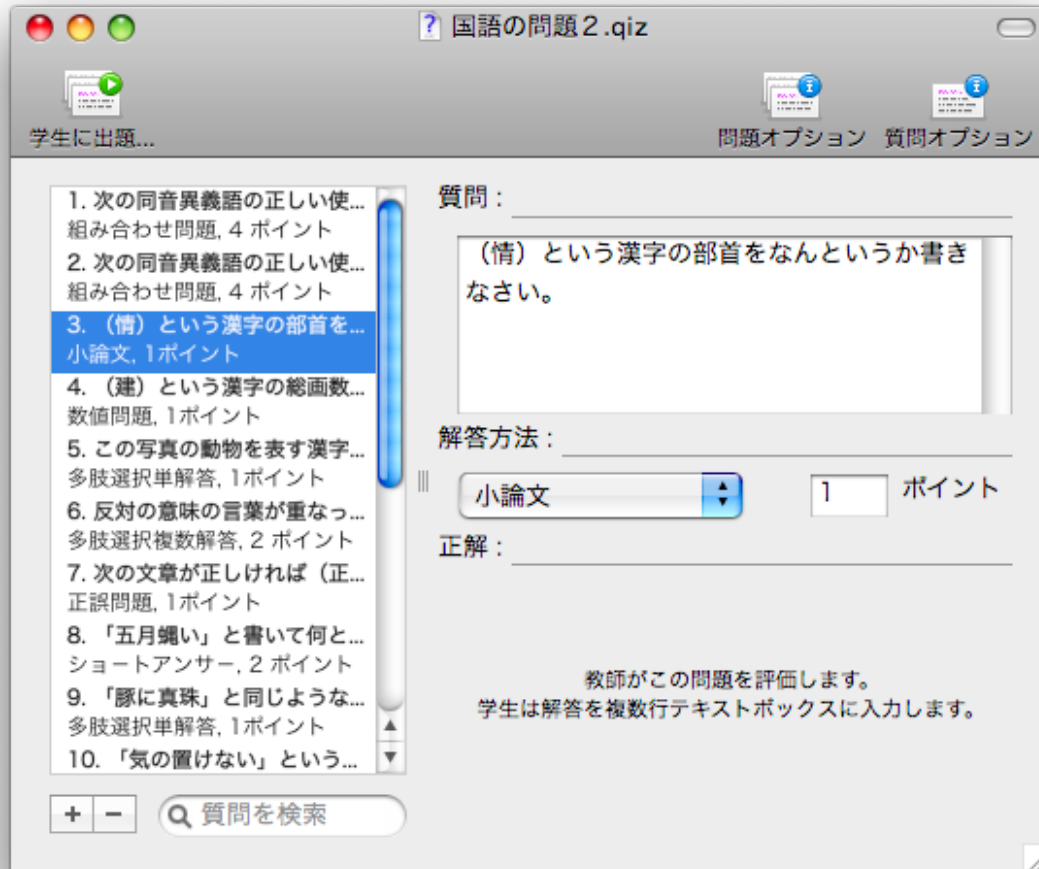 国語の問題２.qiz
学生に出題...
問題オプション
質問オプション
1. 次の同音異義語の正しい使...
組み合わせ問題, 4 ポイント
2. 次の同音異義語の正しい使...
組み合わせ問題, 4 ポイント
3. （情）という漢字の部首を...
小論文, 1ポイント
4. （建）という漢字の総画数...
数値問題, 1ポイント
5. この写真の動物を表す漢字...
多肢選択単解答, 1ポイント
6. 反対の意味の言葉が重なっ...
多肢選択複数解答, 2 ポイント
7. 次の文章が正しければ（正...
正誤問題, 1ポイント
8. 「五月蝿い」と書いて何と...
ショートアンサー, 2 ポイント
9. 「豚に真珠」と同じような...
多肢選択単解答, 1ポイント
10. 「気の置けない」という...
質問を検索
質問 :
（情）という漢字の部首をなんというか書き
なさい。
解答方法 :
小論文
1
ポイント
正解 :
教師がこの問題を評価します。
学生は解答を複数行テキストボックスに入力します。